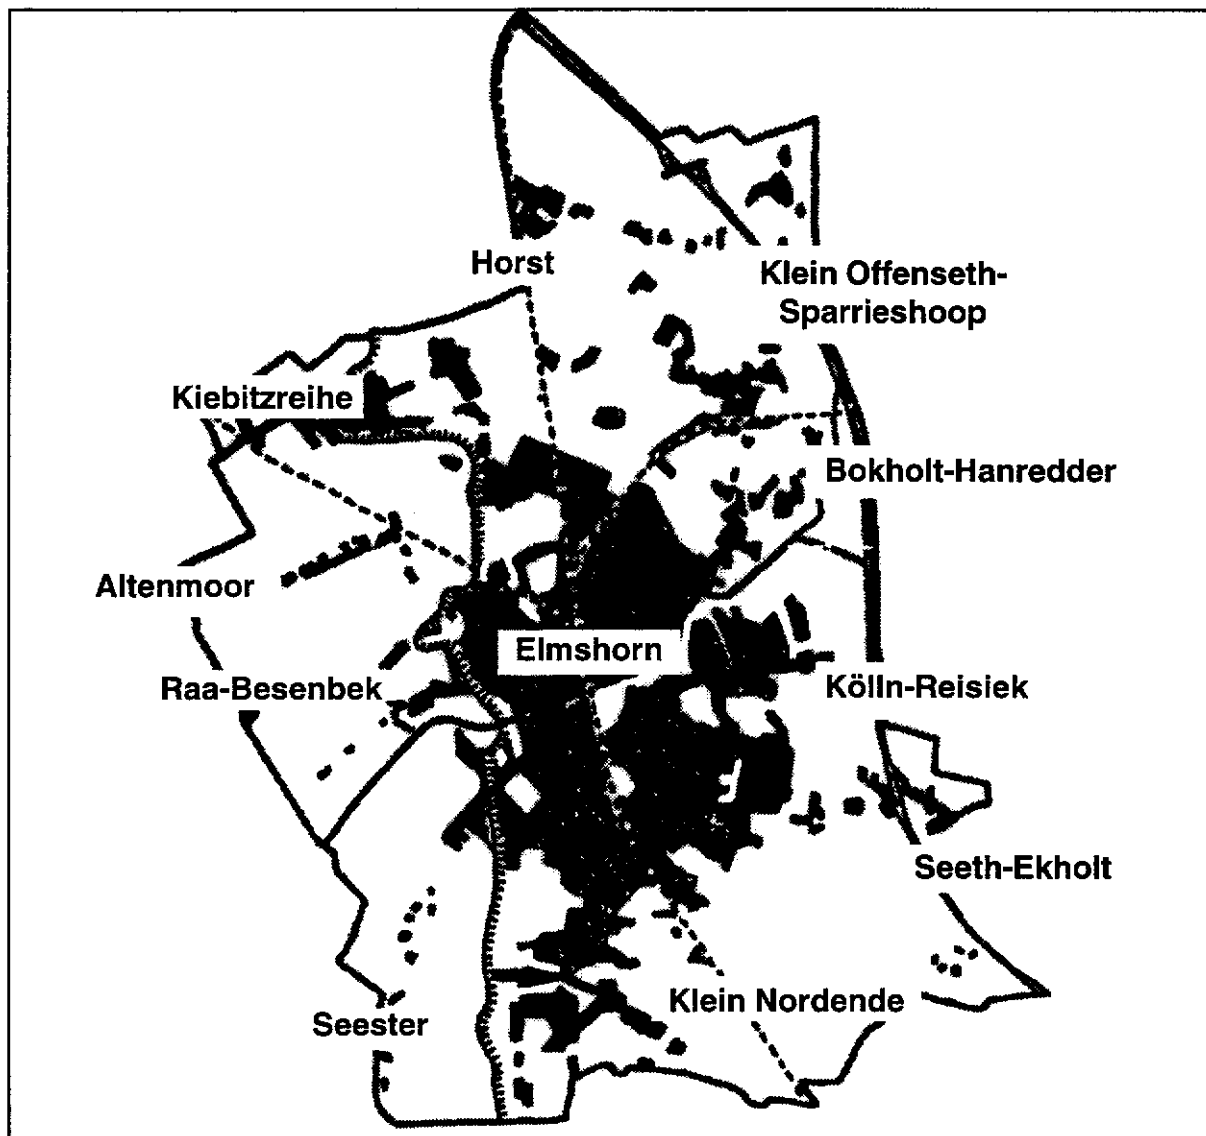 Horst
Klein Offenseth-
Sparrieshoop
Kiebitzreihe
Bokholt-Hanredder
Altenmoor
Elmshorn
Raa-Besenbek
Kölln-Reisiek
Seeth-Ekholt
Klein Nordende
Seester